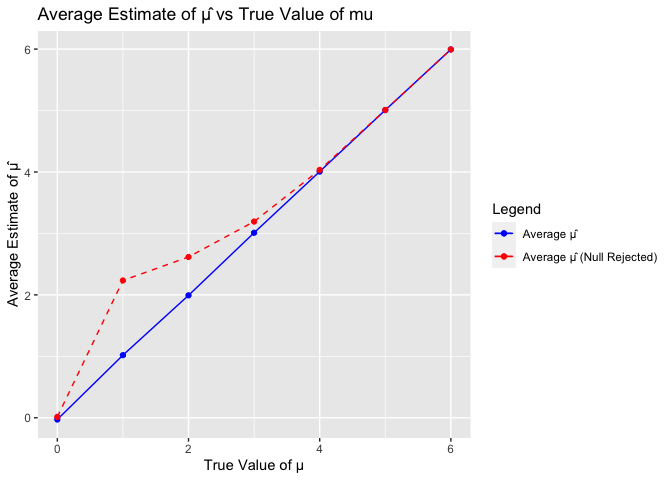 Average Estimate of μ̂ vs True Value of mu
Average Estimate of μ̂
6
4
2
0
0
2
4
6
True Value of μ
Legend
Average μ̂
Average μ̂ (Null Rejected)